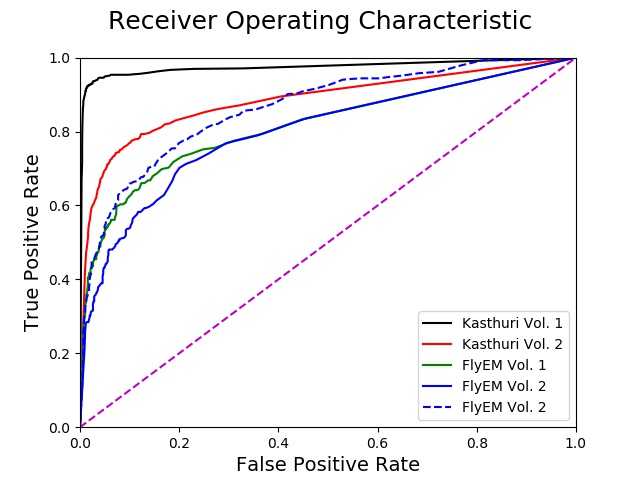 Receiver Operating Characteristic
1.0
0.8
0.6
0.4
0.2
0.0
True Positive Rate
Kasthuri Vol. 1
Kasthuri Vol. 2
FlyEM Vol. 1
FlyEM Vol. 2
FlyEM Vol. 2
0.0 0.2 0.4 0.6 0.8 1.0
False Positive Rate